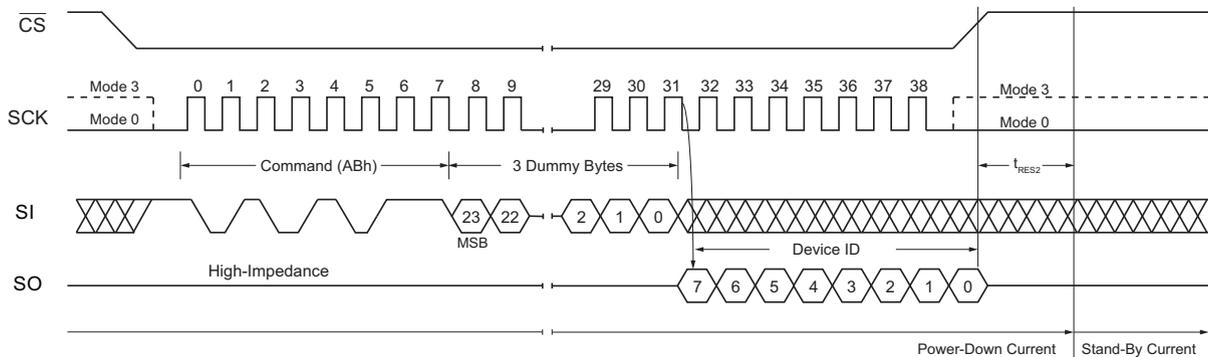 CS
0 1 2 3 4 5 6 7 8 9 29 30 31 32 33 34 35 36 37 38
Mode 3 Mode 3
SCK
Mode 0 Mode 0
Command (ABh) 3 Dummy Bytes tRES2
SI 23 22 2 1 0
MSB
Device ID
High-Impedance
SO 7 6 5 4 3 2 1 0
Power-Down Current Stand-By Current